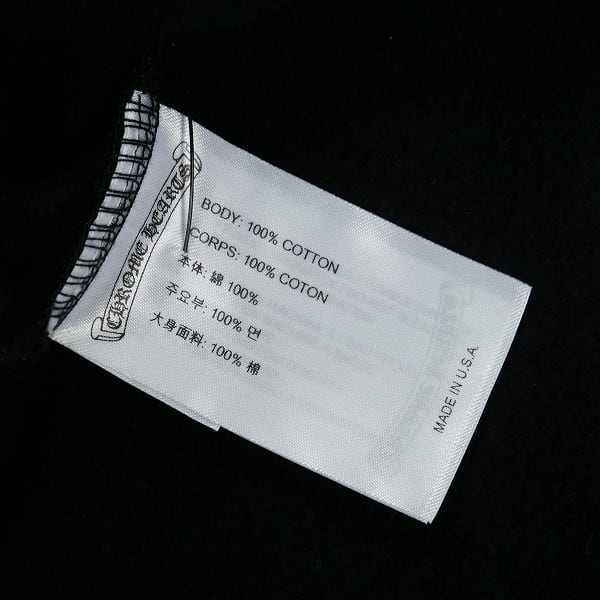 CHROME HEARTS
BODY: 100% COTTON
CORPS: 100% COTON
本体: 綿 100%
주요부: 100% 면
大身面料: 100% 棉
MADE IN U.S.A.